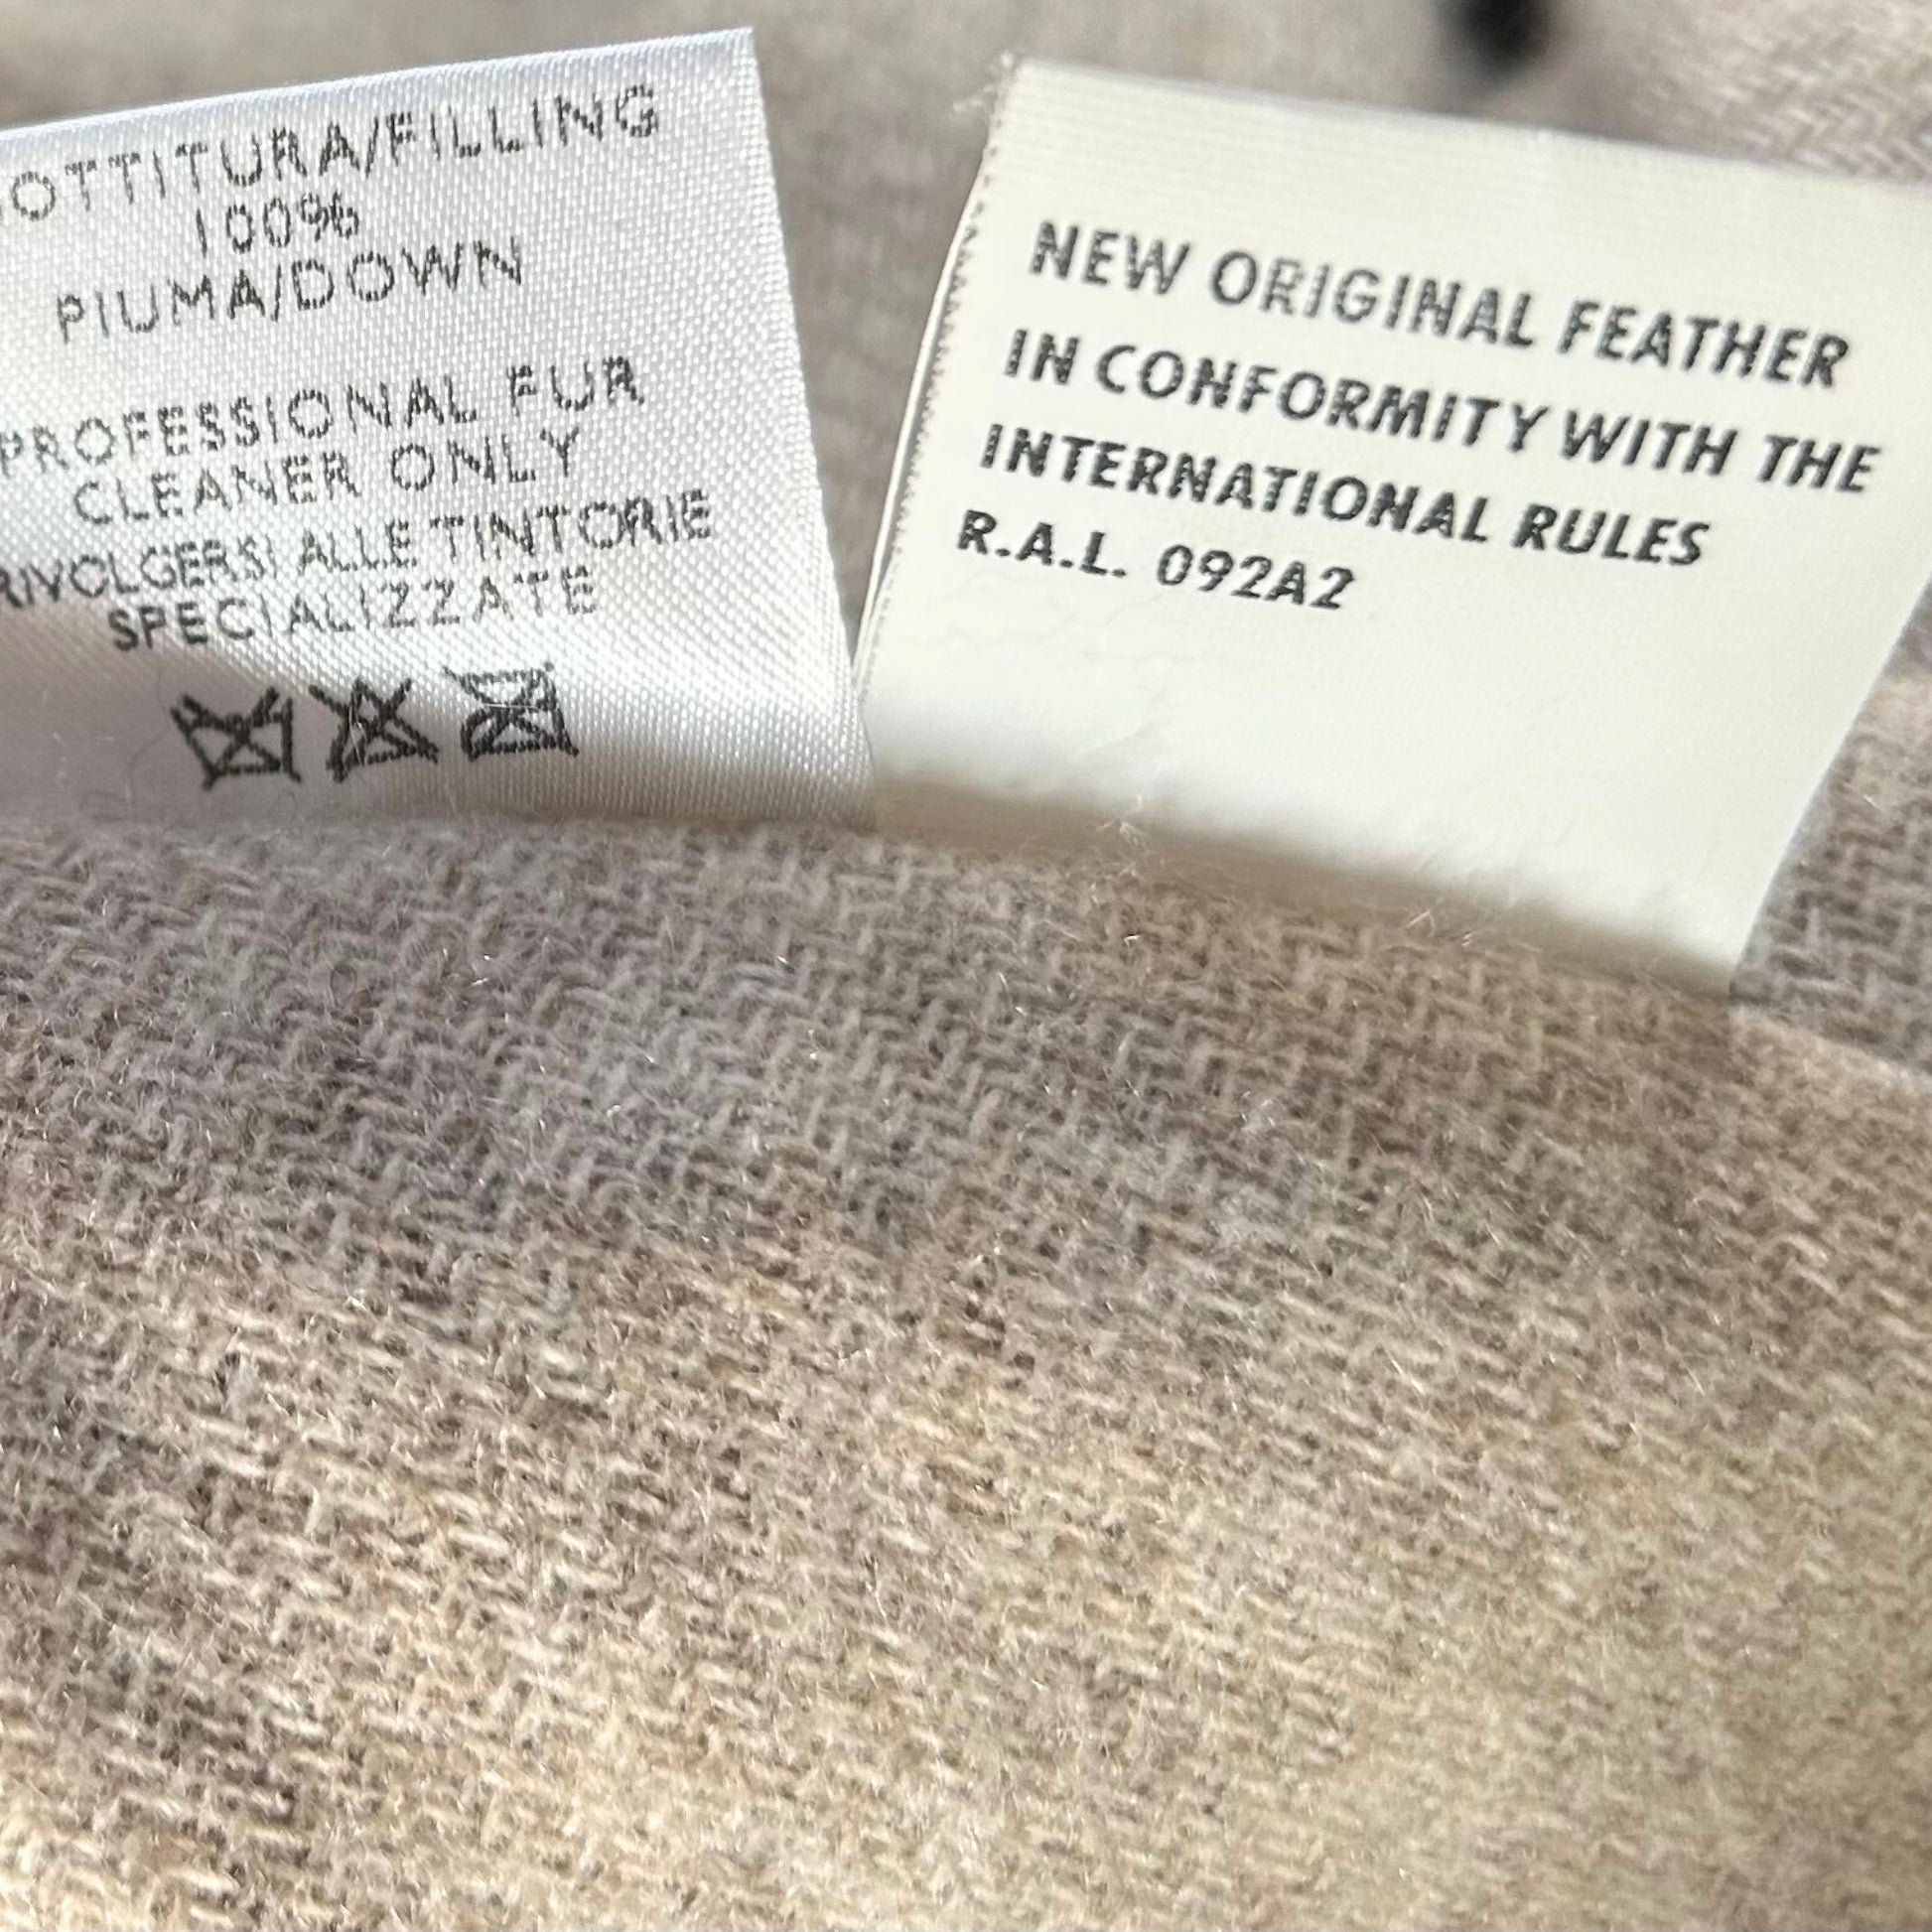 OTTITURA/FILLING
100%
PIUMA/DOWN
PROFESSIONAL FUR
CLEANER ONLY
RIVOLGERSI ALLE TINTORIE
SPECIALIZZATE
NEW ORIGINAL FEATHER
IN CONFORMITY WITH THE
INTERNATIONAL RULES
R.A.L. 092A2